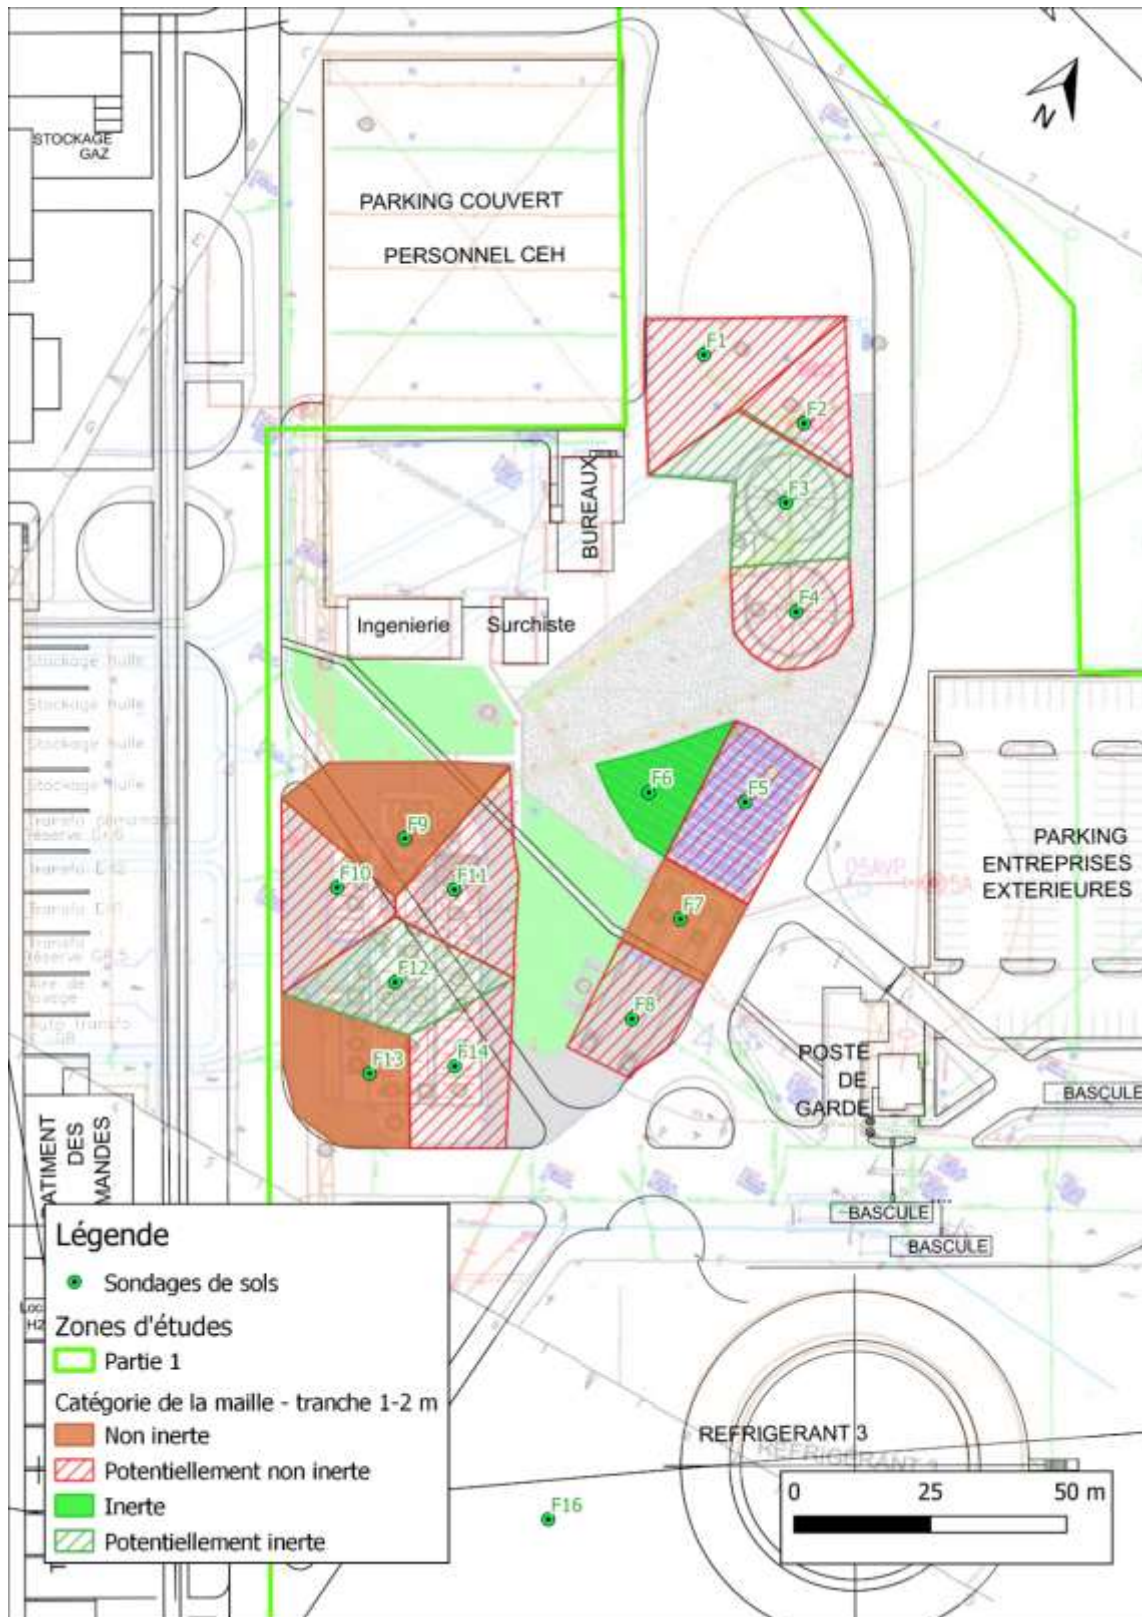 N
STOCKAGE
GAZ
PARKING COUVERT
PERSONNEL CEH
F1
F2
F3
F4
BUREAUX
Ingenierie
Surchiste
Stockage huile
Stockage huile
Stockage huile
Stockage huile
F6
F5
F7
F8
F9
F10
F11
F12
F13
F14
PARKING
ENTREPRISES
EXTERIEURES
POSTE
DE
GARDE
BASCULE
BASCULE
BASCULE
ATIMENT
DES
MANDES
Légende
Sondages de sols
Zones d'études
Partie 1
Catégorie de la maille - tranche 1-2 m
Non inerte
Potentiellement non inerte
Inerte
Potentiellement inerte
F16
REFRIGERANT 3
REFRIGERANT 3
0 25 50 m